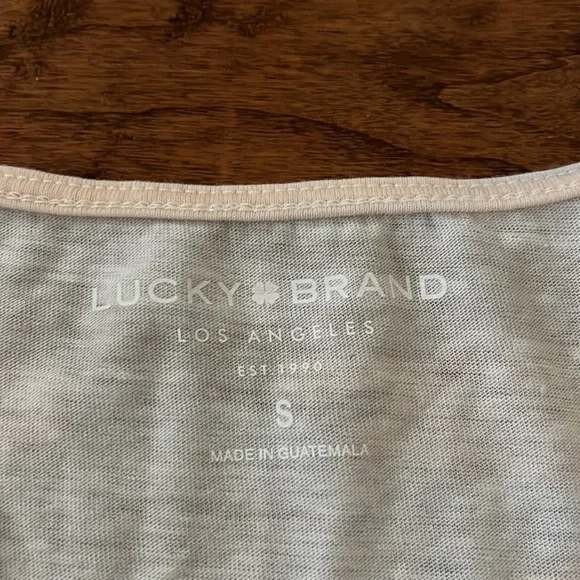 LUCKY BRAND
LOS ANGELES
EST 1990
S
MADE IN GUATEMALA